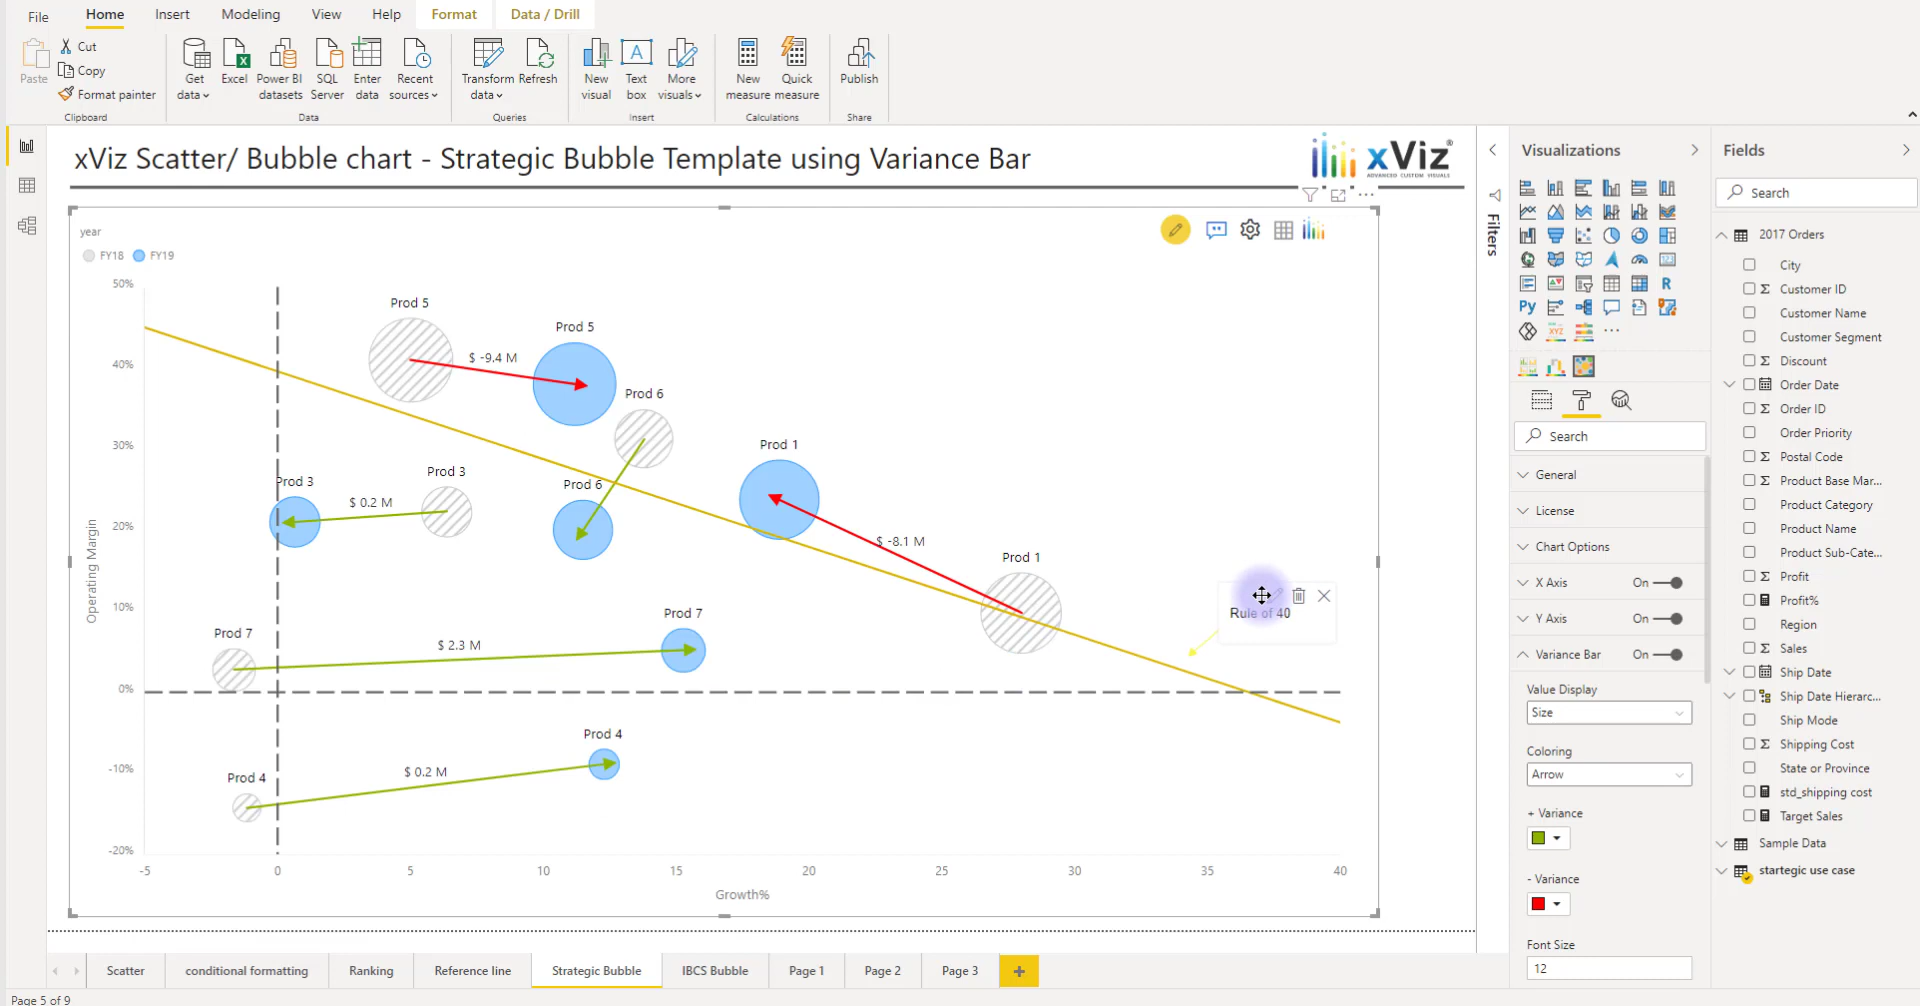 File Home Insert Modeling View Help Format Data / Drill
Paste
Cut
Copy
Format painter
Clipboard
Get data
Excel
Power BI datasets
SQL Server
Enter data
Recent sources
Data
Transform data
Refresh
Queries
New visual
Text box
More visuals
Insert
New measure
Quick measure
Calculations
Publish
Share
xViz Scatter/ Bubble chart - Strategic Bubble Template using Variance Bar
xViz®
ADVANCED CUSTOM VISUALS
year
FY18 FY19
50%
40%
30%
20%
10%
0%
-10%
-20%
Operating Margin
Prod 5
Prod 5
$ -9.4 M
Prod 6
Prod 1
Prod 3
Prod 3
Prod 6
$ 0.2 M
$ -8.1 M
Prod 1
Rule of 40
Prod 7
Prod 7
$ 2.3 M
Prod 4
Prod 4
$ 0.2 M
-5 0 5 10 15 20 25 30 35 40
Growth%
Filters
Visualizations
R
Py
Search
General
License
Chart Options
X Axis On
Y Axis On
Variance Bar On
Value Display
Size
Coloring
Arrow
+ Variance
- Variance
Font Size
12
Fields
Search
2017 Orders
City
Σ Customer ID
Customer Name
Customer Segment
Σ Discount
Order Date
Σ Order ID
Order Priority
Σ Postal Code
Σ Product Base Mar...
Product Category
Product Name
Product Sub-Cate...
Σ Profit
Profit%
Region
Σ Sales
Ship Date
Ship Date Hierarc...
Ship Mode
Σ Shipping Cost
State or Province
std_shipping cost
Target Sales
Sample Data
startegic use case
Scatter conditional formatting Ranking Reference line Strategic Bubble IBCS Bubble Page 1 Page 2 Page 3 +
Page 5 of 9